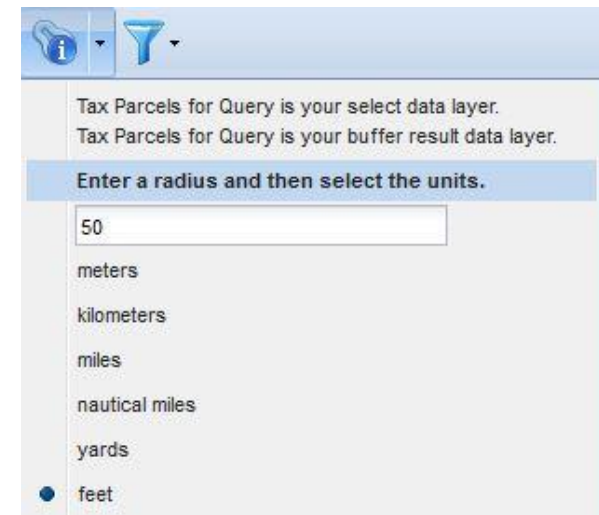 Tax Parcels for Query is your select data layer.
Tax Parcels for Query is your buffer result data layer.
Enter a radius and then select the units.
50
meters
kilometers
miles
nautical miles
yards
feet